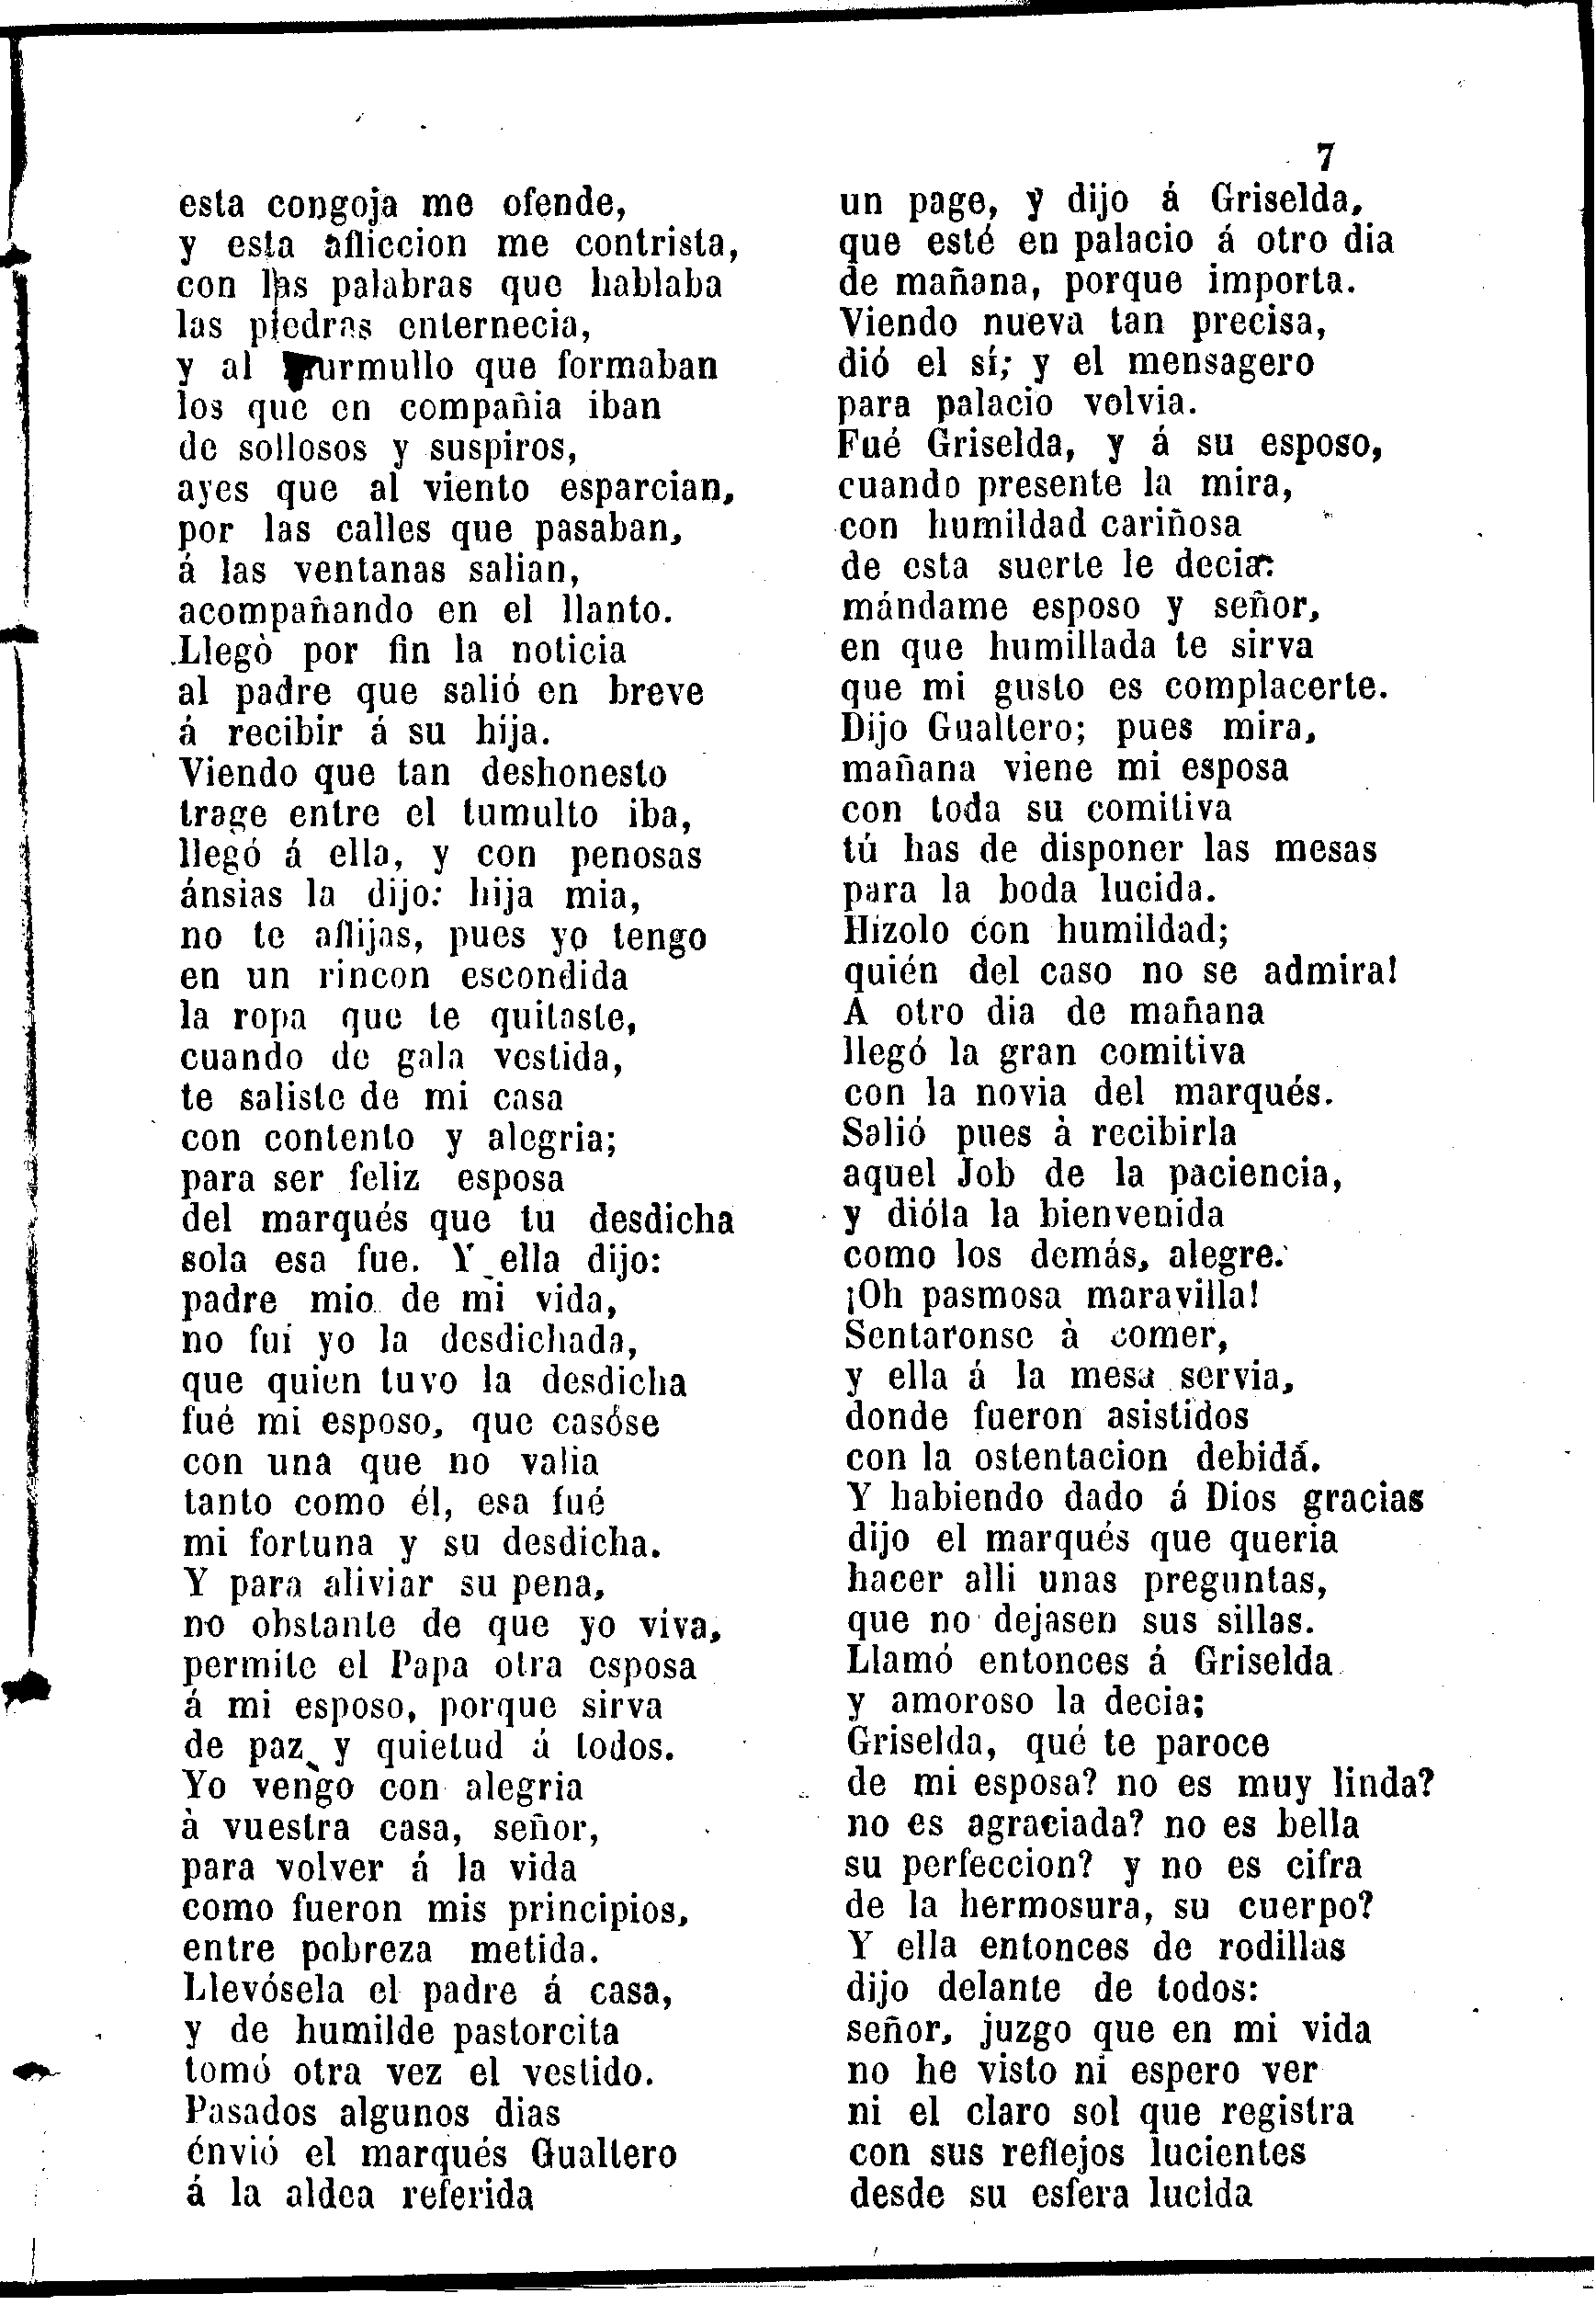 7
esta congoja me ofende,
y esta afliccion me contrista,
con las palabras que hablaba
las piedras enternecia,
y al murmullo que formaban
los que en compañia iban
de sollosos y suspiros,
ayes que al viento esparcian,
por las calles que pasaban,
á las ventanas salian,
acompañando en el llanto.
Llegò por fin la noticia
al padre que salió en breve
á recibir á su hija.
Viendo que tan deshonesto
trage entre el tumulto iba,
llegó á ella, y con penosas
ánsias la dijo: hija mia,
no te aflijas, pues yo tengo
en un rincon escondida
la ropa que te quitaste,
cuando de gala vestida,
te saliste de mi casa
con contento y alegria;
para ser feliz esposa
del marqués que tu desdicha
sola esa fue. Y ella dijo:
padre mio de mi vida,
no fui yo la desdichada,
que quien tuvo la desdicha
fué mi esposo, que casóse
con una que no valia
tanto como él, esa fué
mi fortuna y su desdicha.
Y para aliviar su pena,
no obstante de que yo viva,
permite el Papa otra esposa
á mi esposo, porque sirva
de paz y quietud á todos.
Yo vengo con alegria
à vuestra casa, señor,
para volver á la vida
como fueron mis principios,
entre pobreza metida.
Llevósela el padre á casa,
y de humilde pastorcita
tomó otra vez el vestido.
Pasados algunos dias
énvió el marqués Gualtero
á la aldea referida
un page, y dijo á Griselda,
que esté en palacio á otro dia
de mañana, porque importa.
Viendo nueva tan precisa,
dió el sí; y el mensagero
para palacio volvia.
Fué Griselda, y á su esposo,
cuando presente la mira,
con humildad cariñosa
de esta suerte le decia:
mándame esposo y señor,
en que humillada te sirva
que mi gusto es complacerte.
Dijo Gualtero; pues mira,
mañana viene mi esposa
con toda su comitiva
tú has de disponer las mesas
para la boda lucida.
Hizolo con humildad;
quién del caso no se admira!
A otro dia de mañana
llegó la gran comitiva
con la novia del marqués.
Salió pues à recibirla
aquel Job de la paciencia,
y dióla la bienvenida
como los demás, alegre.
¡Oh pasmosa maravilla!
Sentaronse à comer,
y ella á la mesa servia,
donde fueron asistidos
con la ostentacion debidá.
Y habiendo dado á Dios gracias
dijo el marqués que queria
hacer alli unas preguntas,
que no dejasen sus sillas.
Llamó entonces á Griselda
y amoroso la decia;
Griselda, qué te paroce
de mi esposa? no es muy linda?
no es agraciada? no es bella
su perfeccion? y no es cifra
de la hermosura, su cuerpo?
Y ella entonces de rodillas
dijo delante de todos:
señor, juzgo que en mi vida
no he visto ni espero ver
ni el claro sol que registra
con sus reflejos lucientes
desde su esfera lucida